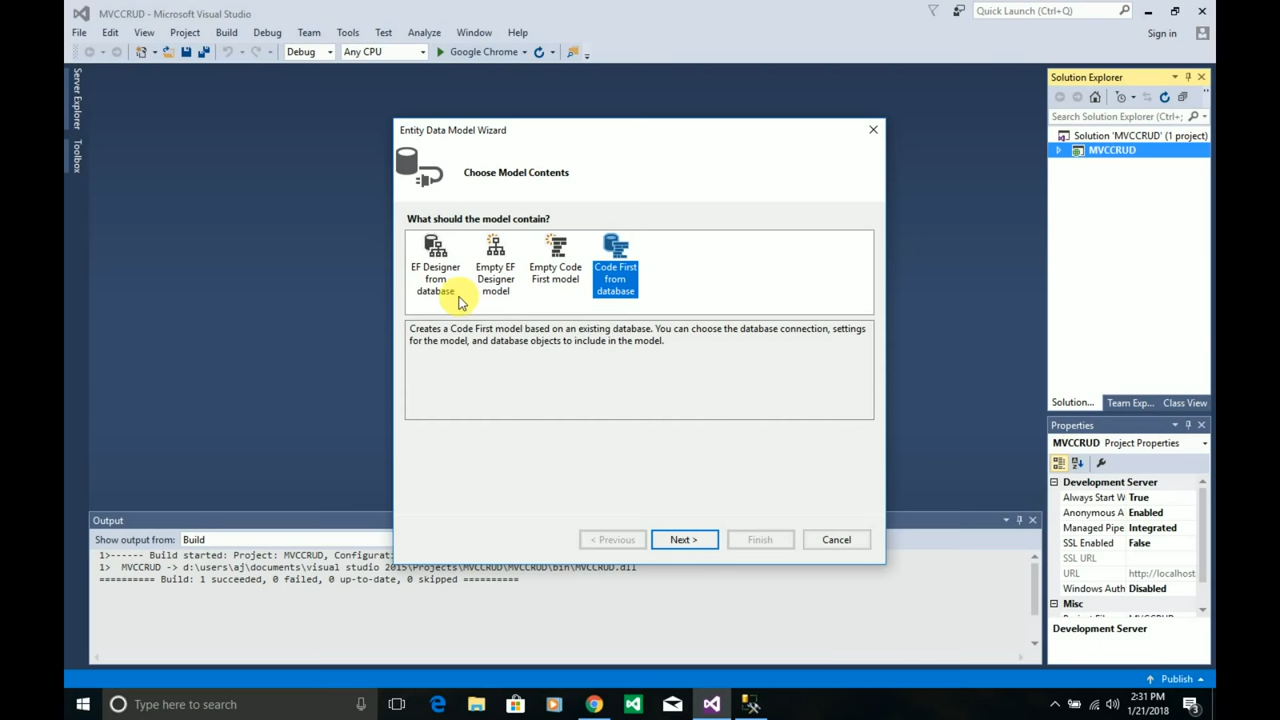 MVCCRUD - Microsoft Visual Studio
Quick Launch (Ctrl+Q)
File Edit View Project Build Debug Team Tools Test Analyze Window Help
Sign in
Debug Any CPU Google Chrome
Server Explorer
Toolbox
Solution Explorer
Search Solution Explorer (Ctrl+;
Solution 'MVCCRUD' (1 project)
MVCCRUD
Entity Data Model Wizard
Choose Model Contents
What should the model contain?
EF Designer from database
Empty EF Designer model
Empty Code First model
Code First from database
Creates a Code First model based on an existing database. You can choose the database connection, settings
for the model, and database objects to include in the model.
< Previous Next > Finish Cancel
Solution... Team Exp... Class View
Properties
MVCCRUD Project Properties
Development Server
Always Start W True
Anonymous A Enabled
Managed Pipe Integrated
SSL Enabled False
SSL URL
URL http://localhost
Windows Auth Disabled
Misc
Development Server
Output
Show output from: Build
1>------ Build started: Project: MVCCRUD, Configurati
1> MVCCRUD -> d:\users\aj\documents\visual studio 2015\Projects\MVCCRUD\MVCCRUD\bin\MVCCRUD.dll
========== Build: 1 succeeded, 0 failed, 0 up-to-date, 0 skipped ==========
Publish
Type here to search
2:31 PM
1/21/2018
3